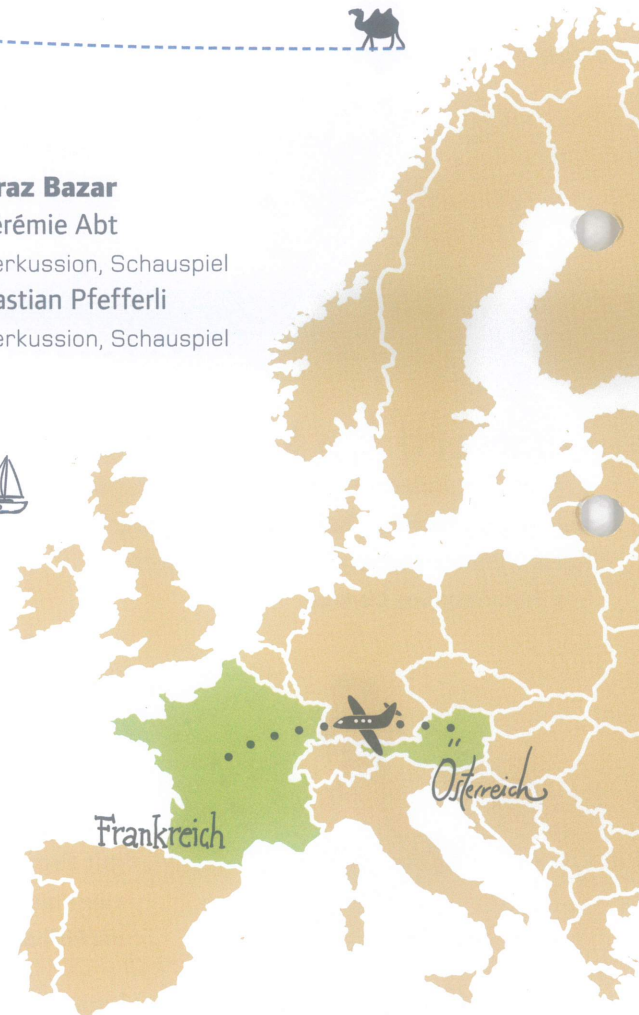 raz Bazar
érémie Abt
erkussion, Schauspiel
astian Pfefferli
erkussion, Schauspiel
Österreich
Frankreich